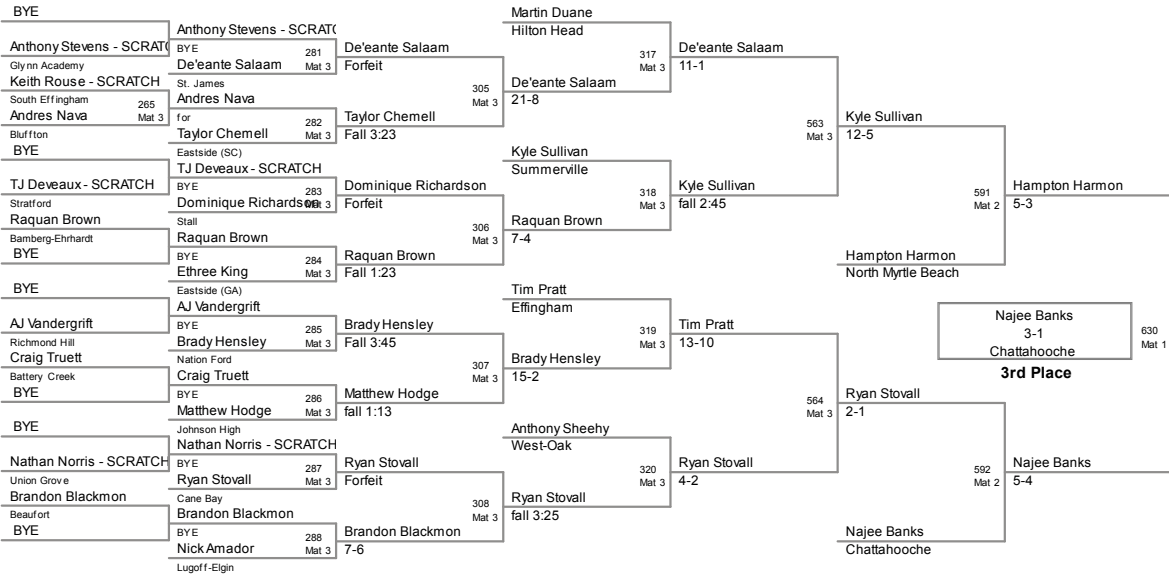 BYE
Anthony Stevens - SCRATC
Glynn Academy
Keith Rouse - SCRATCH
South Effingham
265
Andres Nava
Mat 3
Bluffton
BYE
TJ Deveaux - SCRATCH
Stratford
Raquan Brown
Bamberg-Ehrhardt
BYE
BYE
AJ Vandergrift
Richmond Hill
Craig Truett
Battery Creek
BYE
BYE
Nathan Norris - SCRATCH
Union Grove
Brandon Blackmon
Beaufort
BYE
Anthony Stevens - SCRATC
BYE
281
De'eante Salaam
Mat 3
St. James
Andres Nava
for
282
Taylor Chemell
Mat 3
Eastside (SC)
TJ Deveaux - SCRATCH
BYE
283
Dominique Richardson
Mat 3
Stall
Raquan Brown
BYE
284
Ethree King
Mat 3
Eastside (GA)
AJ Vandergrift
BYE
285
Brady Hensley
Mat 3
Nation Ford
Craig Truett
BYE
286
Matthew Hodge
Mat 3
Johnson High
Nathan Norris - SCRATCH
BYE
287
Ryan Stovall
Mat 3
Cane Bay
Brandon Blackmon
BYE
288
Nick Amador
Mat 3
Lugoff-Elgin
De'eante Salaam
Forfeit
305
Mat 3
Taylor Chemell
Fall 3:23
Dominique Richardson
Forfeit
306
Mat 3
Raquan Brown
Fall 1:23
Brady Hensley
Fall 3:45
307
Mat 3
Matthew Hodge
fall 1:13
Ryan Stovall
Forfeit
308
Mat 3
Brandon Blackmon
7-6
Martin Duane
Hilton Head
317
Mat 3
De'eante Salaam
21-8
Kyle Sullivan
Summerville
318
Mat 3
Raquan Brown
7-4
Tim Pratt
Effingham
319
Mat 3
Brady Hensley
15-2
Anthony Sheehy
West-Oak
320
Mat 3
Ryan Stovall
fall 3:25
De'eante Salaam
11-1
563
Mat 3
Kyle Sullivan
fall 2:45
Tim Pratt
13-10
564
Mat 3
Ryan Stovall
4-2
Kyle Sullivan
12-5
591
Mat 2
Hampton Harmon
North Myrtle Beach
Ryan Stovall
2-1
592
Mat 2
Najee Banks
Chattahooche
Hampton Harmon
5-3
Najee Banks
3-1
Chattahooche
630
Mat 1
3rd Place
Najee Banks
5-4